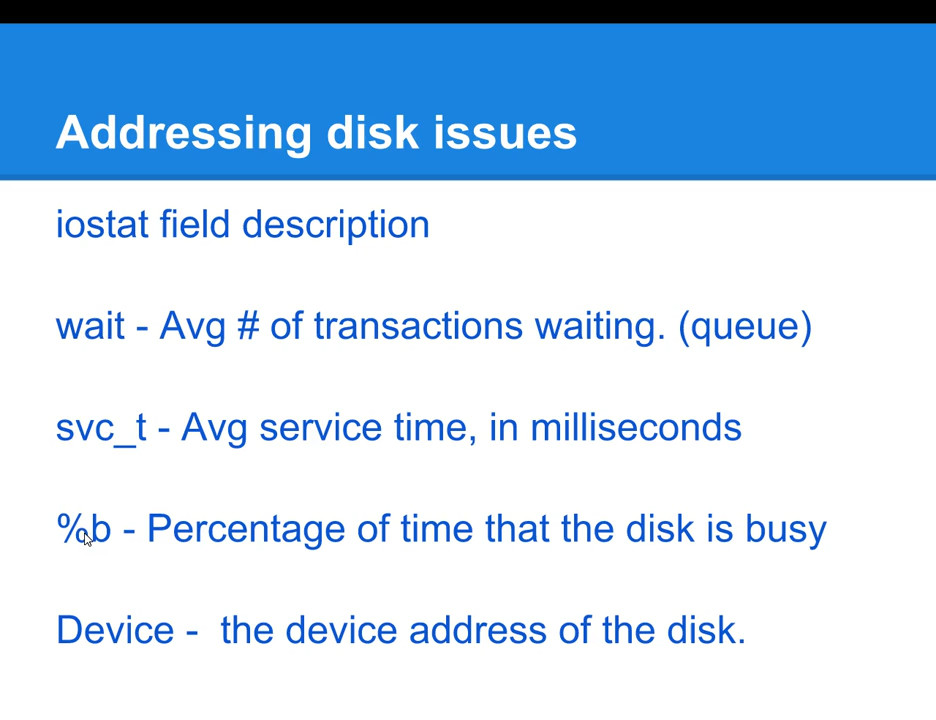 Addressing disk issues
iostat field description
wait - Avg # of transactions waiting. (queue)
svc_t - Avg service time, in milliseconds
%b - Percentage of time that the disk is busy
Device -  the device address of the disk.